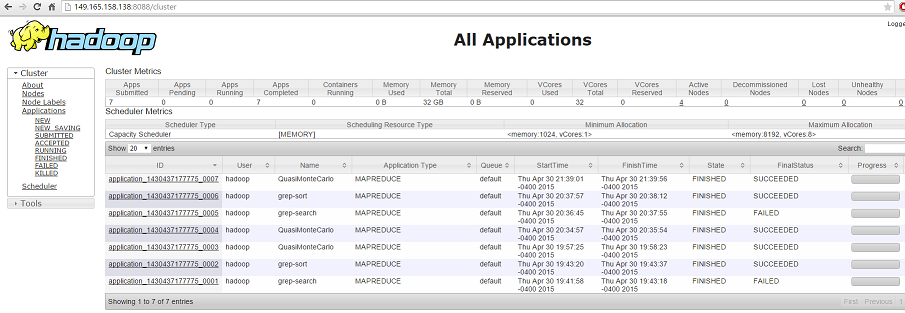 149.165.158.138:8088/cluster
Logge
hadoop
All Applications
Cluster
About
Nodes
Node Labels
Applications
NEW
NEW_SAVING
SUBMITTED
ACCEPTED
RUNNING
FINISHED
FAILED
KILLED
Scheduler
Tools
Cluster Metrics
Apps Submitted Apps Pending Apps Running Apps Completed Containers Running Memory Used Memory Total Memory Reserved VCores Used VCores Total VCores Reserved Active Nodes Decommissioned Nodes Lost Nodes Unhealthy Nodes
7 0 0 7 0 0 B 32 GB 0 B 0 32 0 4 0 0 0
Scheduler Metrics
Scheduler Type Scheduling Resource Type Minimum Allocation Maximum Allocation
Capacity Scheduler [MEMORY] <memory:1024, vCores:1> <memory:8192, vCores:8>
Show 20 entries Search:
ID User Name Application Type Queue StartTime FinishTime State FinalStatus Progress
application_1430437177775_0007 hadoop QuasiMonteCarlo MAPREDUCE default Thu Apr 30 21:39:01 Thu Apr 30 21:39:56 FINISHED SUCCEEDED
-0400 2015 -0400 2015
application_1430437177775_0006 hadoop grep-sort MAPREDUCE default Thu Apr 30 20:37:57 Thu Apr 30 20:38:12 FINISHED SUCCEEDED
-0400 2015 -0400 2015
application_1430437177775_0005 hadoop grep-search MAPREDUCE default Thu Apr 30 20:36:45 Thu Apr 30 20:37:55 FINISHED FAILED
-0400 2015 -0400 2015
application_1430437177775_0004 hadoop QuasiMonteCarlo MAPREDUCE default Thu Apr 30 20:34:57 Thu Apr 30 20:35:54 FINISHED SUCCEEDED
-0400 2015 -0400 2015
application_1430437177775_0003 hadoop QuasiMonteCarlo MAPREDUCE default Thu Apr 30 19:57:25 Thu Apr 30 19:58:23 FINISHED SUCCEEDED
-0400 2015 -0400 2015
application_1430437177775_0002 hadoop grep-sort MAPREDUCE default Thu Apr 30 19:43:20 Thu Apr 30 19:43:37 FINISHED SUCCEEDED
-0400 2015 -0400 2015
application_1430437177775_0001 hadoop grep-search MAPREDUCE default Thu Apr 30 19:41:58 Thu Apr 30 19:43:18 FINISHED FAILED
-0400 2015 -0400 2015
Showing 1 to 7 of 7 entries First Previous 1